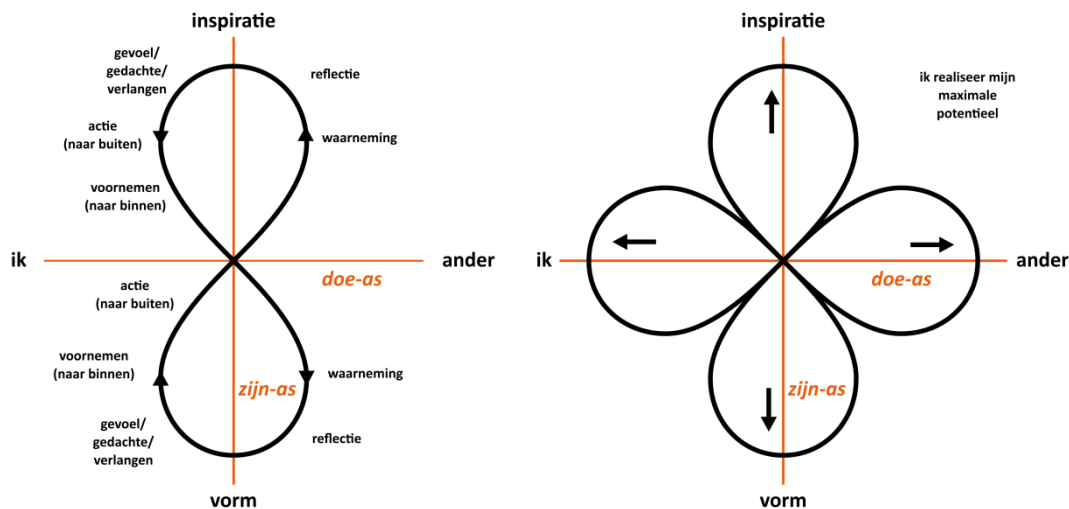 inspiratie
gevoel/
gedachte/
verlangen
reflectie
actie
(naar buiten)
waarneming
voornemen
(naar binnen)
ik
ander
doe-as
actie
(naar buiten)
voornemen
(naar binnen)
waarneming
zijn-as
gevoel/
gedachte/
verlangen
reflectie
vorm
inspiratie
ik realiseer mijn
maximale
potentieel
ik
ander
doe-as
zijn-as
vorm